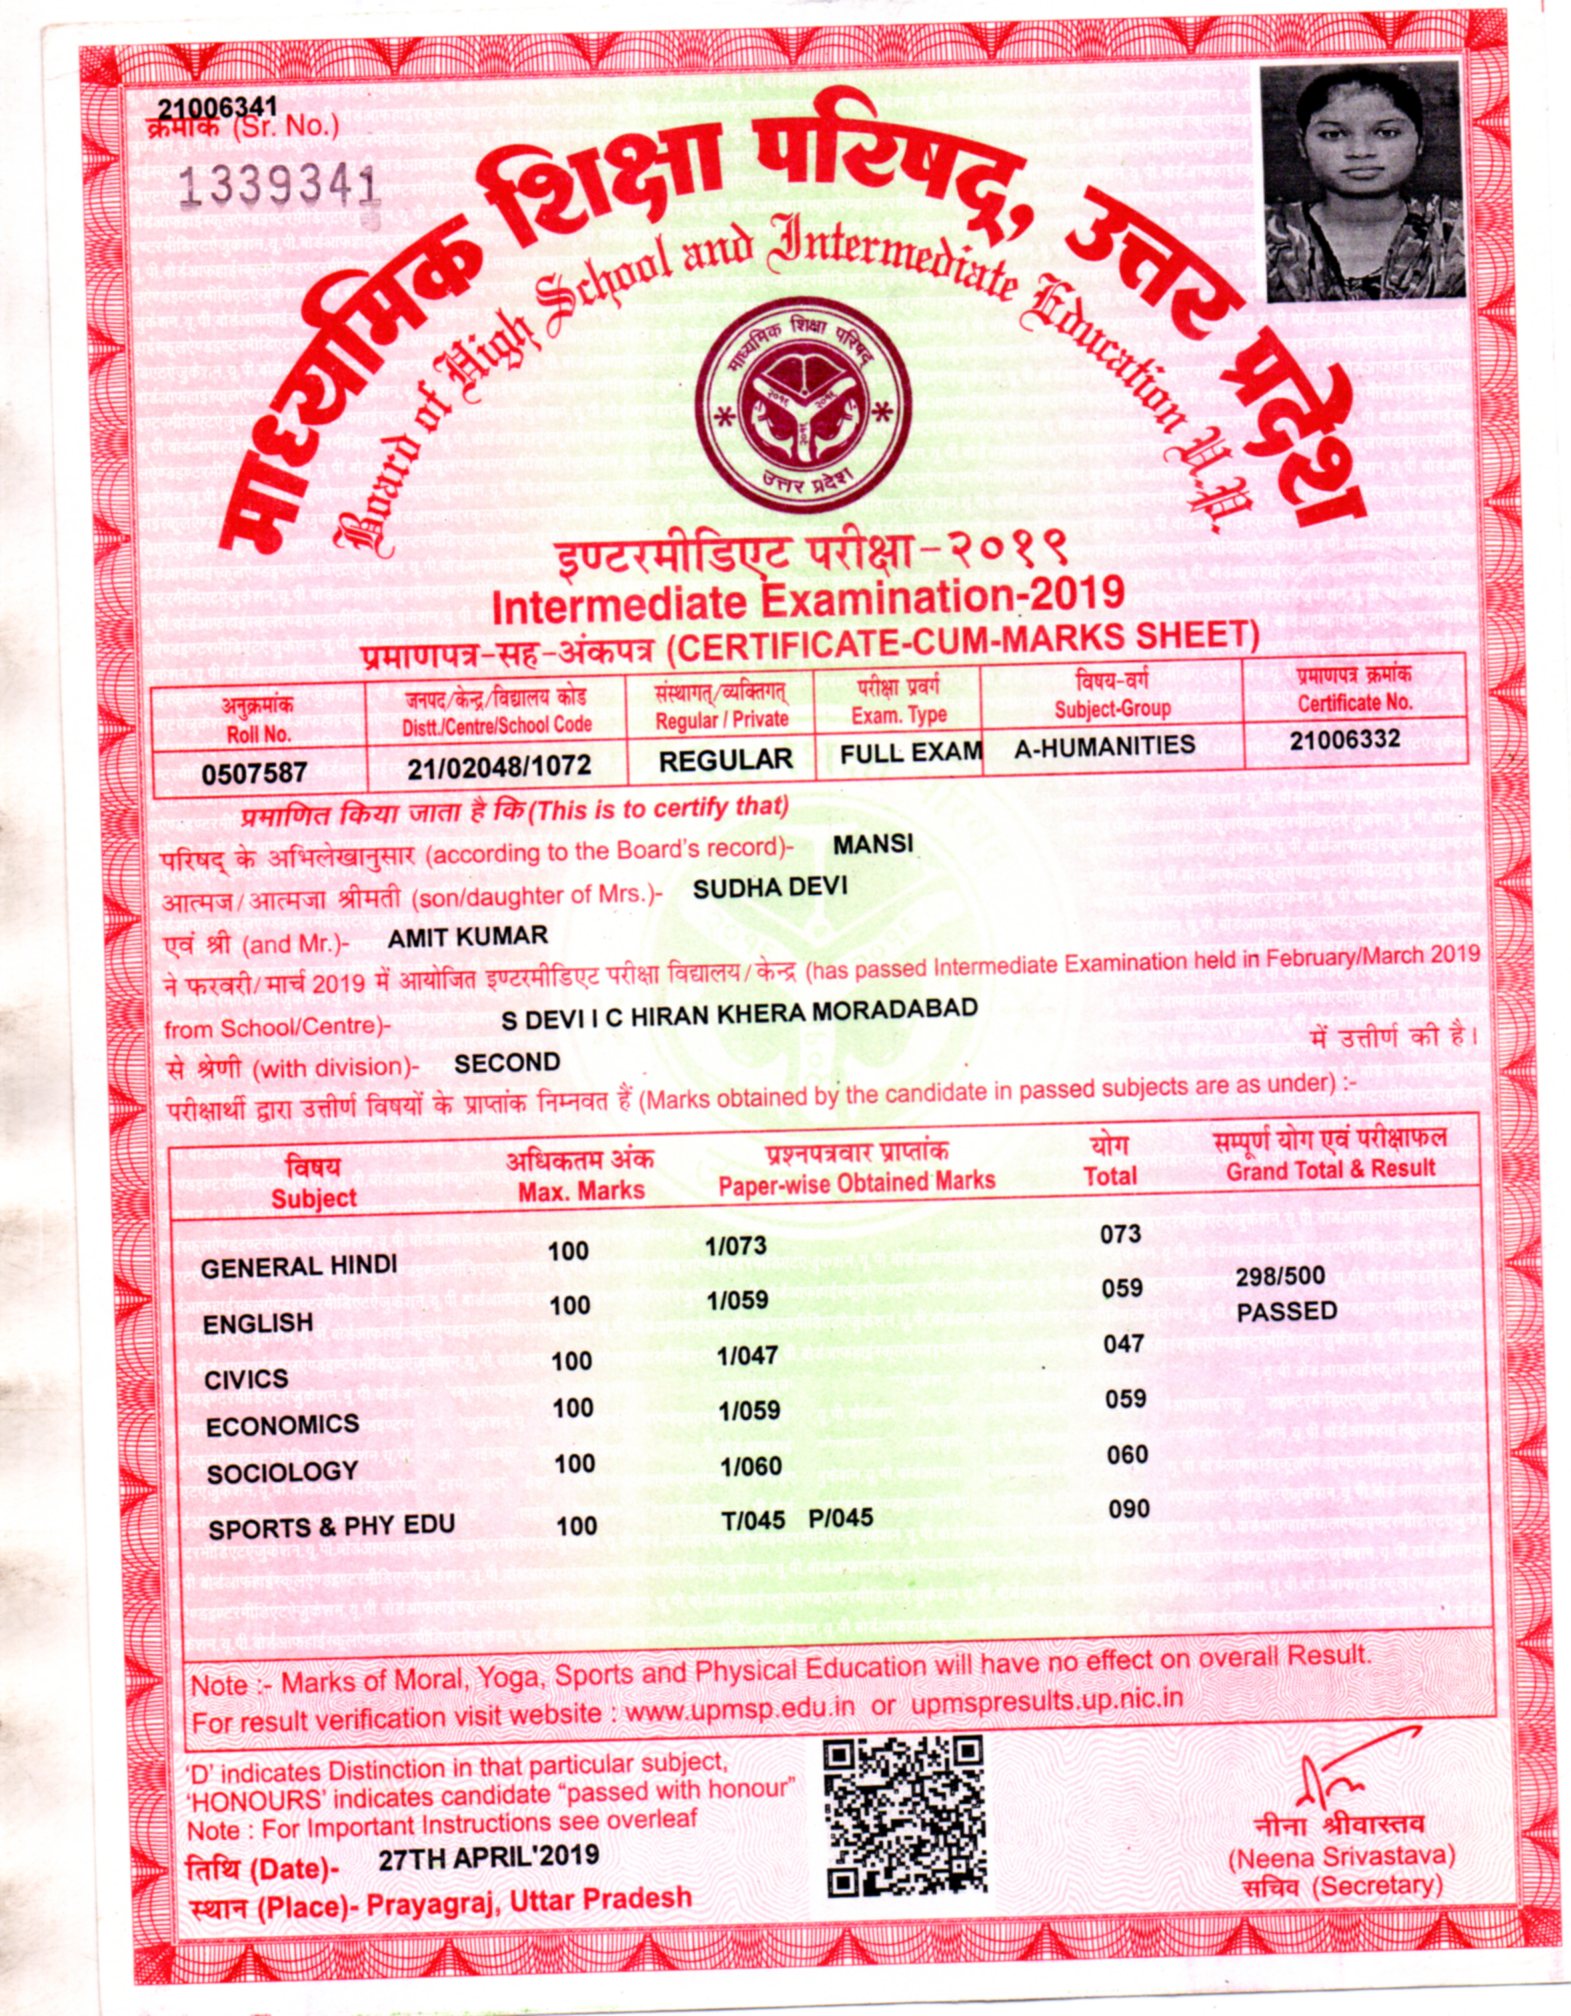 21006341
क्रमांक (Sr. No.)
1339341
माध्यमिक शिक्षा परिषद्, उत्तर प्रदेश
Board of High School and Intermediate Education U.P.
माध्यमिक शिक्षा परिषद्
२०१९ २०१९
२०१९
उत्तर प्रदेश
इण्टरमीडिएट परीक्षा-२०१९
Intermediate Examination-2019
प्रमाणपत्र-सह-अंकपत्र (CERTIFICATE-CUM-MARKS SHEET)
अनुक्रमांक जनपद/केन्द्र/विद्यालय कोड संस्थागत्/व्यक्तिगत् परीक्षा प्रवर्ग विषय-वर्ग प्रमाणपत्र क्रमांक
Roll No. Distt./Centre/School Code Regular / Private Exam. Type Subject-Group Certificate No.
0507587 21/02048/1072 REGULAR FULL EXAM A-HUMANITIES 21006332
प्रमाणित किया जाता है कि (This is to certify that)
परिषद् के अभिलेखानुसार (according to the Board's record)- MANSI
आत्मज/आत्मजा श्रीमती (son/daughter of Mrs.)- SUDHA DEVI
एवं श्री (and Mr.)- AMIT KUMAR
ने फरवरी/मार्च 2019 में आयोजित इण्टरमीडिएट परीक्षा विद्यालय/केन्द्र (has passed Intermediate Examination held in February/March 2019
from School/Centre)- S DEVI I C HIRAN KHERA MORADABAD
से श्रेणी (with division)- SECOND में उत्तीर्ण की है।
परीक्षार्थी द्वारा उत्तीर्ण विषयों के प्राप्तांक निम्नवत हैं (Marks obtained by the candidate in passed subjects are as under) :-
विषय अधिकतम अंक प्रश्नपत्रवार प्राप्तांक योग सम्पूर्ण योग एवं परीक्षाफल
Subject Max. Marks Paper-wise Obtained Marks Total Grand Total & Result
GENERAL HINDI 100 1/073 073
298/500
ENGLISH 100 1/059 059
PASSED
CIVICS 100 1/047 047
ECONOMICS 100 1/059 059
SOCIOLOGY 100 1/060 060
SPORTS & PHY EDU 100 T/045 P/045 090
Note :- Marks of Moral, Yoga, Sports and Physical Education will have no effect on overall Result.
For result verification visit website : www.upmsp.edu.in or upmspresults.up.nic.in
'D' indicates Distinction in that particular subject,
'HONOURS' indicates candidate "passed with honour"
Note : For Important Instructions see overleaf
तिथि (Date)- 27TH APRIL'2019
स्थान (Place)- Prayagraj, Uttar Pradesh
नीना श्रीवास्तव
(Neena Srivastava)
सचिव (Secretary)